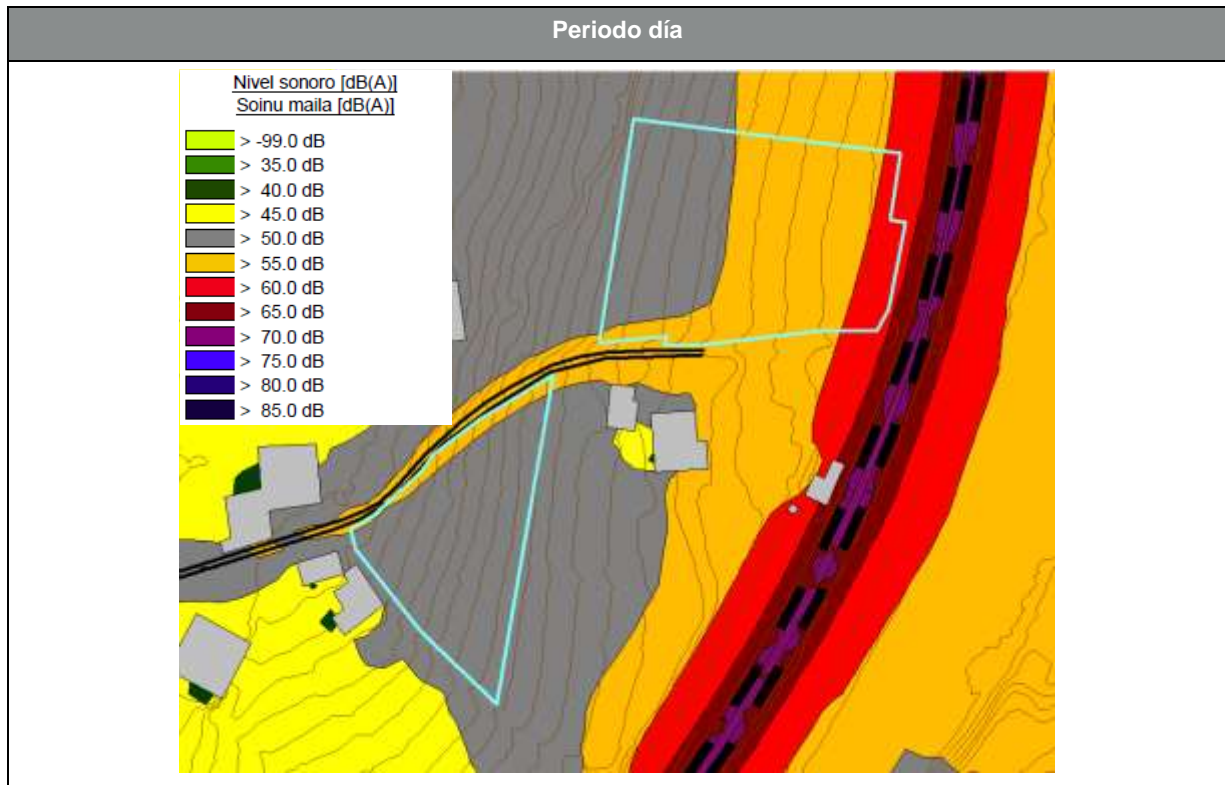 Periodo día
Nivel sonoro [dB(A)]
Soinu maila [dB(A)]
> -99.0 dB
> 35.0 dB
> 40.0 dB
> 45.0 dB
> 50.0 dB
> 55.0 dB
> 60.0 dB
> 65.0 dB
> 70.0 dB
> 75.0 dB
> 80.0 dB
> 85.0 dB